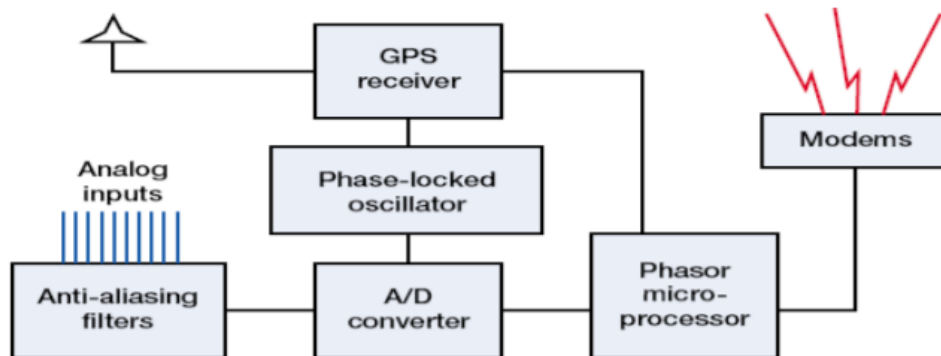 GPS
receiver
Modems
Analog
inputs
Phase-locked
oscillator
Anti-aliasing
filters
A/D
converter
Phasor
micro-
processor